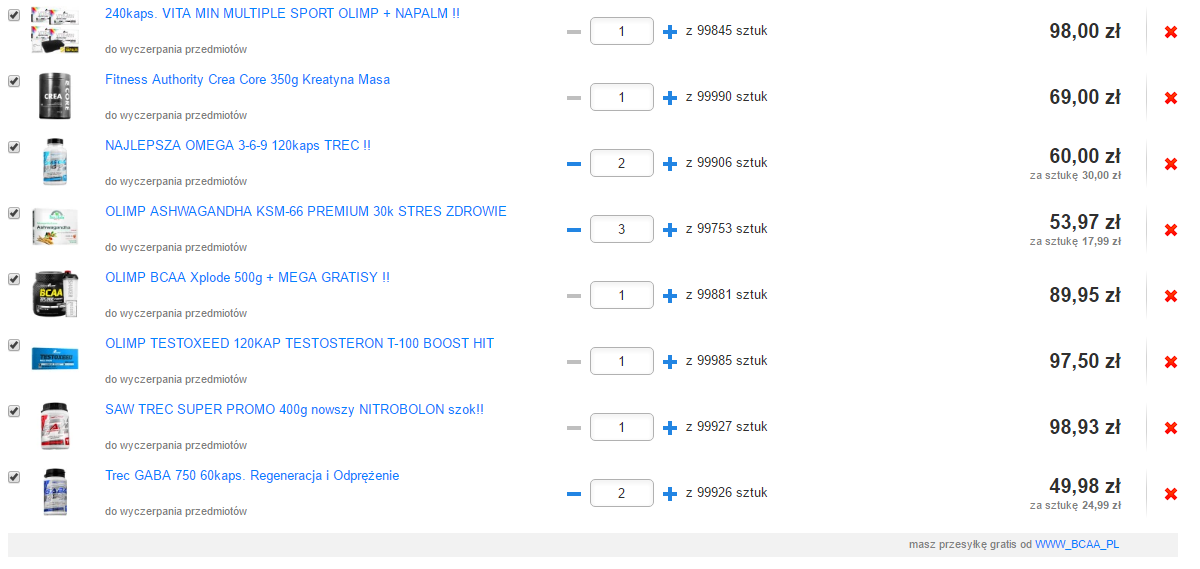 240kaps. VITA MIN MULTIPLE SPORT OLIMP + NAPALM !!
do wyczerpania przedmiotów
1
z 99845 sztuk
98,00 zł
Fitness Authority Crea Core 350g Kreatyna Masa
do wyczerpania przedmiotów
1
z 99990 sztuk
69,00 zł
NAJLEPSZA OMEGA 3-6-9 120kaps TREC !!
do wyczerpania przedmiotów
2
z 99906 sztuk
60,00 zł
za sztukę 30,00 zł
OLIMP ASHWAGANDHA KSM-66 PREMIUM 30k STRES ZDROWIE
do wyczerpania przedmiotów
3
z 99753 sztuk
53,97 zł
za sztukę 17,99 zł
OLIMP BCAA Xplode 500g + MEGA GRATISY !!
do wyczerpania przedmiotów
1
z 99881 sztuk
89,95 zł
OLIMP TESTOXEED 120KAP TESTOSTERON T-100 BOOST HIT
do wyczerpania przedmiotów
1
z 99985 sztuk
97,50 zł
SAW TREC SUPER PROMO 400g nowszy NITROBOLON szok!!
do wyczerpania przedmiotów
1
z 99927 sztuk
98,93 zł
Trec GABA 750 60kaps. Regeneracja i Odprężenie
do wyczerpania przedmiotów
2
z 99926 sztuk
49,98 zł
za sztukę 24,99 zł
masz przesyłkę gratis od WWW_BCAA_PL